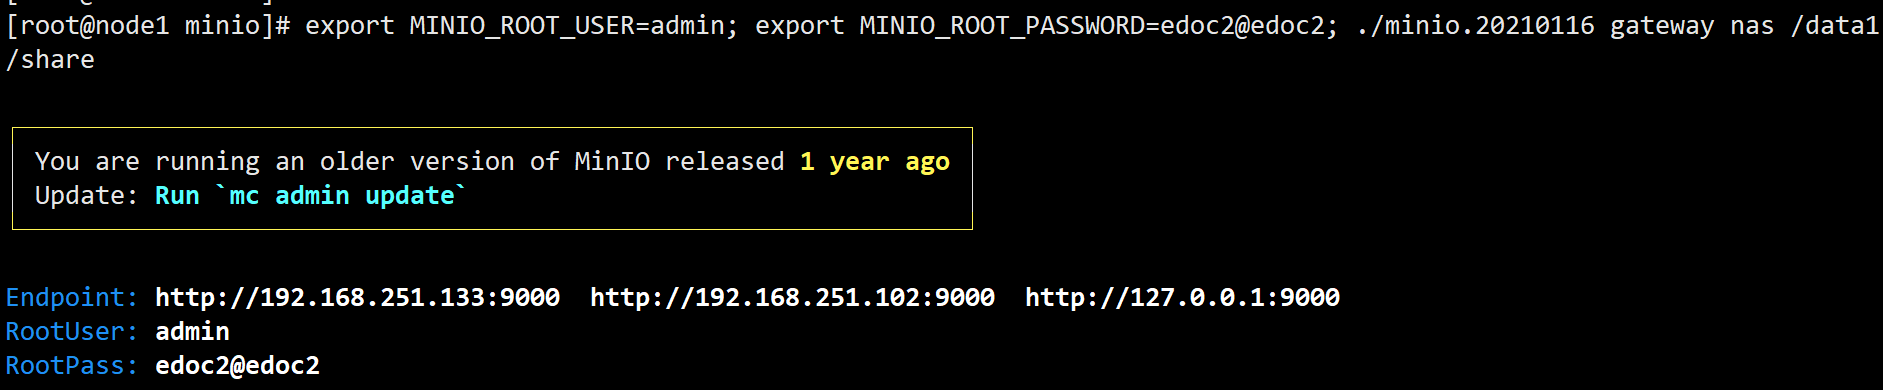 [root@node1 minio]# export MINIO_ROOT_USER=admin; export MINIO_ROOT_PASSWORD=edoc2@edoc2; ./minio.20210116 gateway nas /data1
/share
You are running an older version of MinIO released 1 year ago
Update: Run `mc admin update`
Endpoint: http://192.168.251.133:9000  http://192.168.251.102:9000  http://127.0.0.1:9000
RootUser: admin
RootPass: edoc2@edoc2